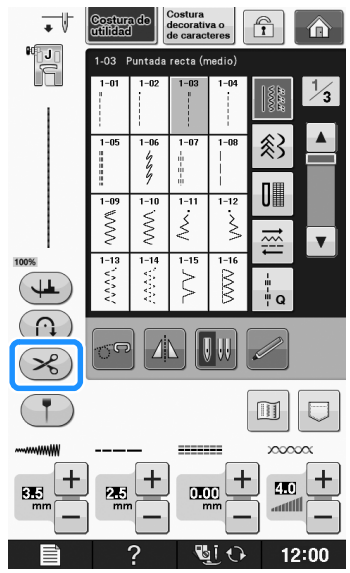 Costura de utilidad
Costura decorativa o de caracteres
J
1-03 Puntada recta (medio)
1/3
1-01 1-02 1-03 1-04
1-05 1-06 1-07 1-08
1-09 1-10 1-11 1-12
1-13 1-14 1-15 1-16
Q
100%
3.5 mm
2.5 mm
0.00 mm
4.0
?
12:00